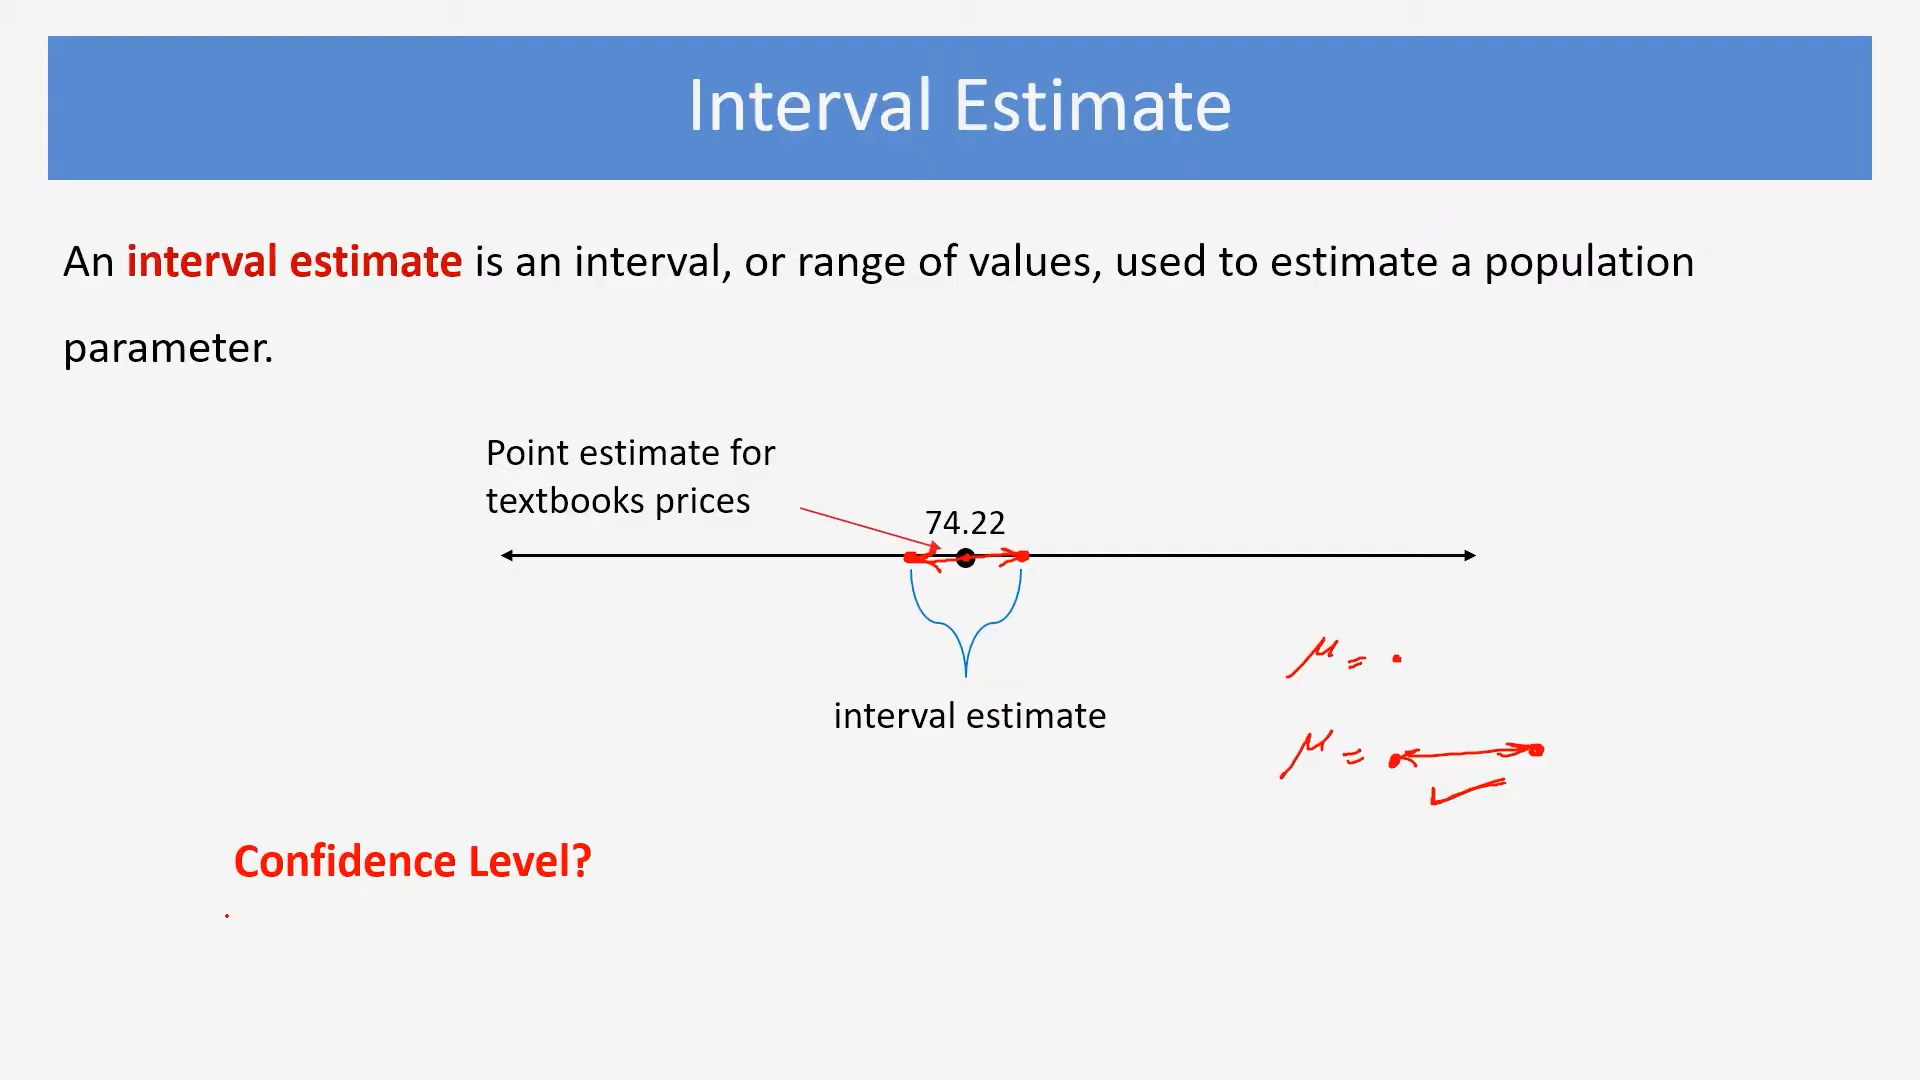 Interval Estimate
An interval estimate is an interval, or range of values, used to estimate a population
parameter.
Point estimate for
textbooks prices
74.22
μ = .
interval estimate
μ =
Confidence Level?